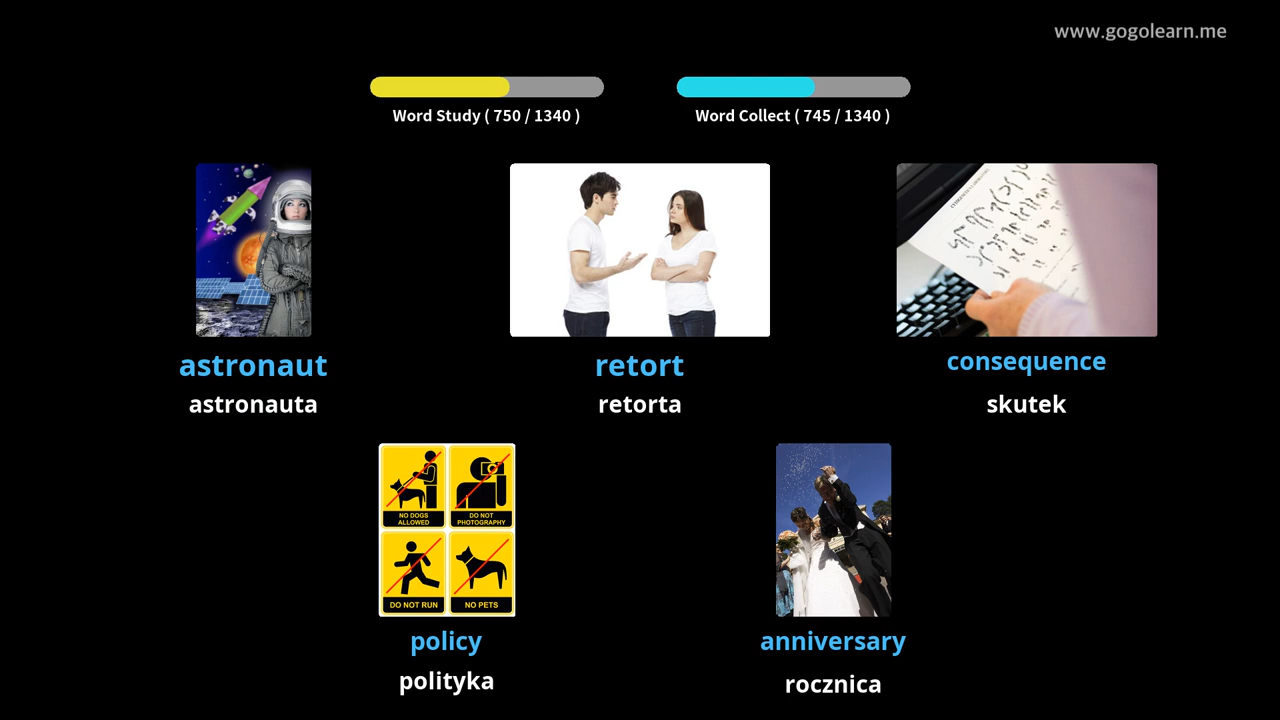 www.gogolearn.me
Word Study ( 750 / 1340 )
Word Collect ( 745 / 1340 )
astronaut
astronauta
retort
retorta
consequence
skutek
NO DOGS
ALLOWED
DO NOT
PHOTOGRAPHY
DO NOT RUN
NO PETS
policy
polityka
anniversary
rocznica